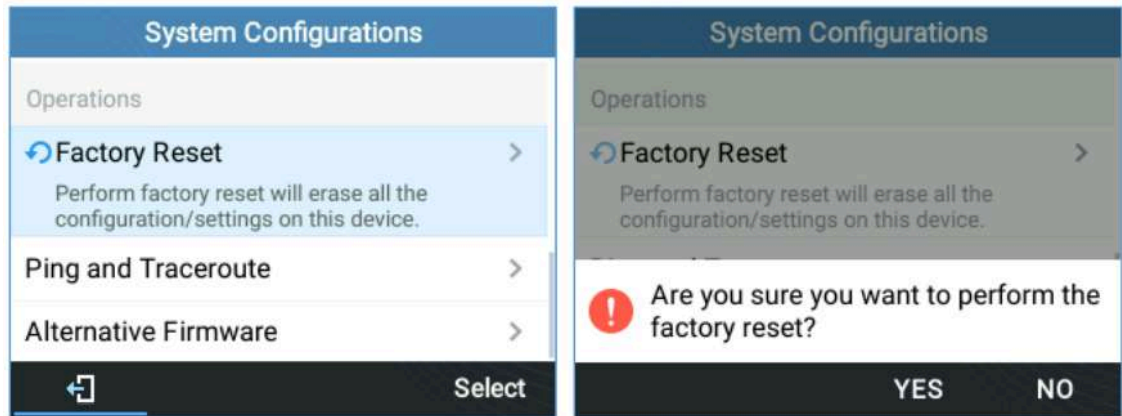 System Configurations
Operations
Factory Reset
Perform factory reset will erase all the
configuration/settings on this device.
Ping and Traceroute
Alternative Firmware
Select
System Configurations
Operations
Factory Reset
Perform factory reset will erase all the
configuration/settings on this device.
Are you sure you want to perform the
factory reset?
YES NO